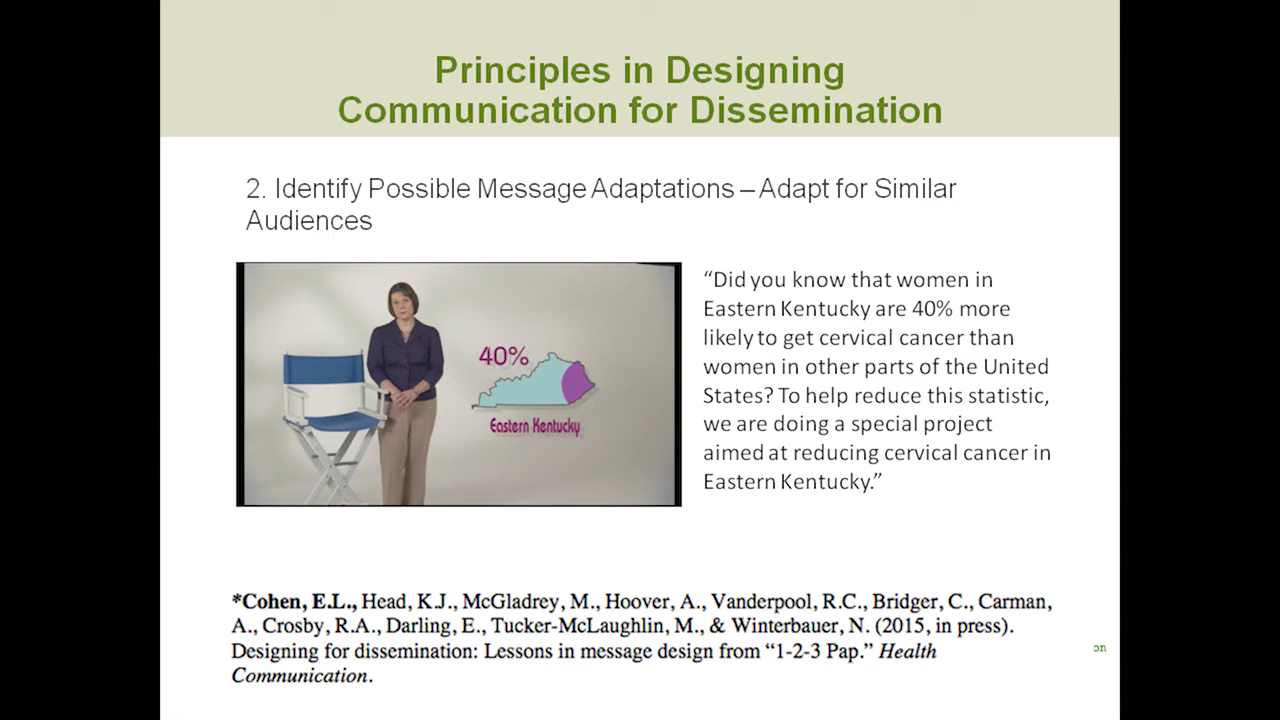 Principles in Designing
Communication for Dissemination
2. Identify Possible Message Adaptations – Adapt for Similar
Audiences
40%
Eastern Kentucky
“Did you know that women in
Eastern Kentucky are 40% more
likely to get cervical cancer than
women in other parts of the United
States? To help reduce this statistic,
we are doing a special project
aimed at reducing cervical cancer in
Eastern Kentucky.”
*Cohen, E.L., Head, K.J., McGladrey, M., Hoover, A., Vanderpool, R.C., Bridger, C., Carman,
A., Crosby, R.A., Darling, E., Tucker-McLaughlin, M., & Winterbauer, N. (2015, in press).
Designing for dissemination: Lessons in message design from “1-2-3 Pap.” Health
Communication.
on